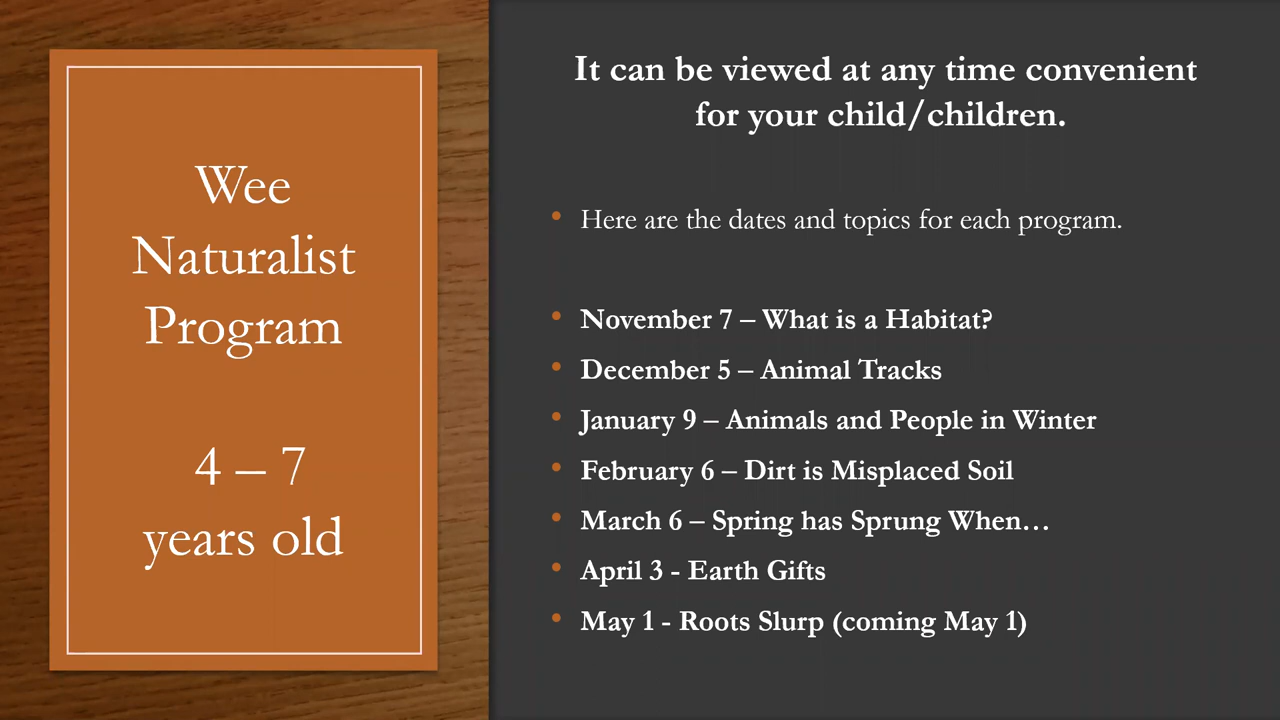 Wee
Naturalist
Program
4 – 7
years old
It can be viewed at any time convenient
for your child/children.
• Here are the dates and topics for each program.
• November 7 – What is a Habitat?
• December 5 – Animal Tracks
• January 9 – Animals and People in Winter
• February 6 – Dirt is Misplaced Soil
• March 6 – Spring has Sprung When…
• April 3 - Earth Gifts
• May 1 - Roots Slurp (coming May 1)